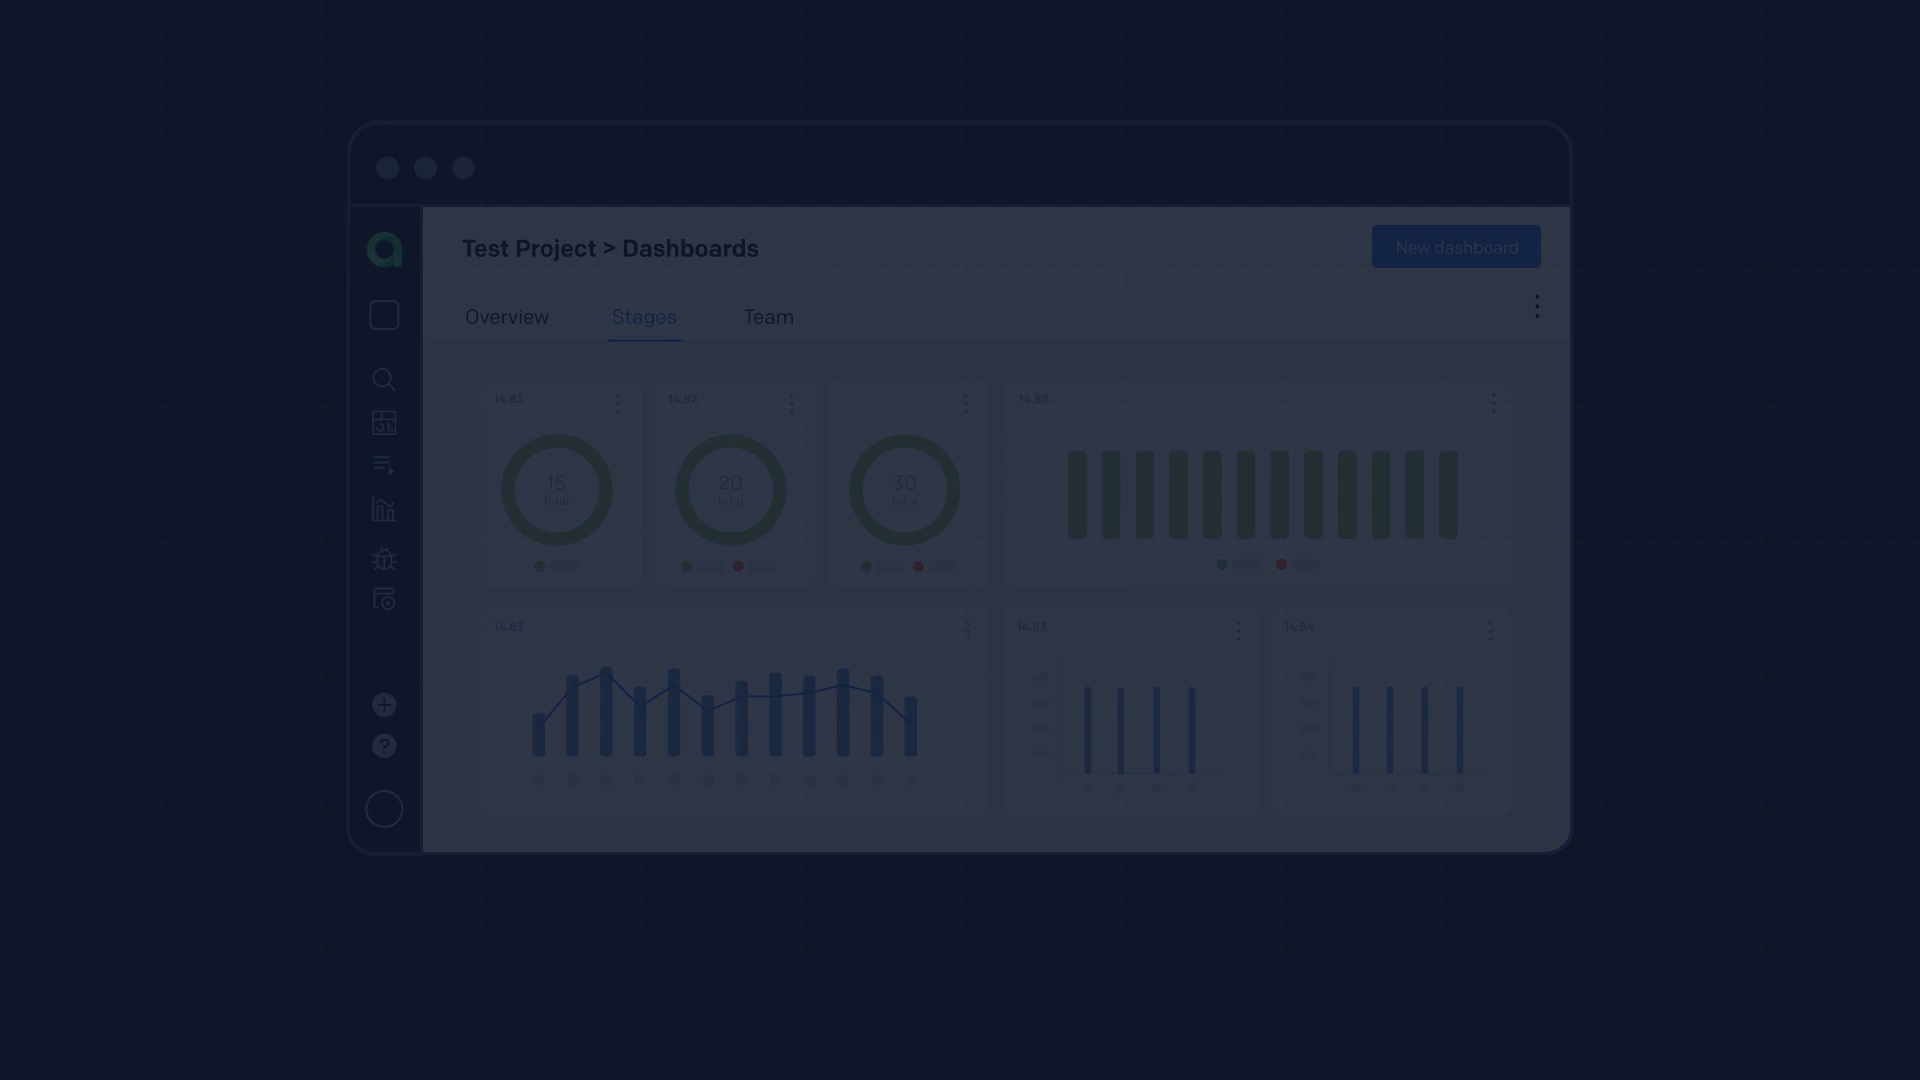 Test Project > Dashboards
New dashboard
Overview
Stages
Team
14.82
14.82
14.82
15
total
20
total
30
total
14.83
14.83
14.84